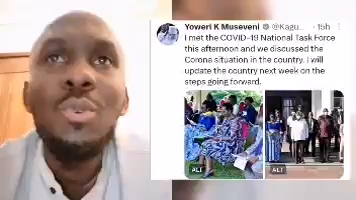 Yoweri K Museveni @Kagu... · 15h
I met the COVID-19 National Task Force
this afternoon and we discussed the
Corona situation in the country. I will
update the country next week on the
steps going forward.
ALT
ALT